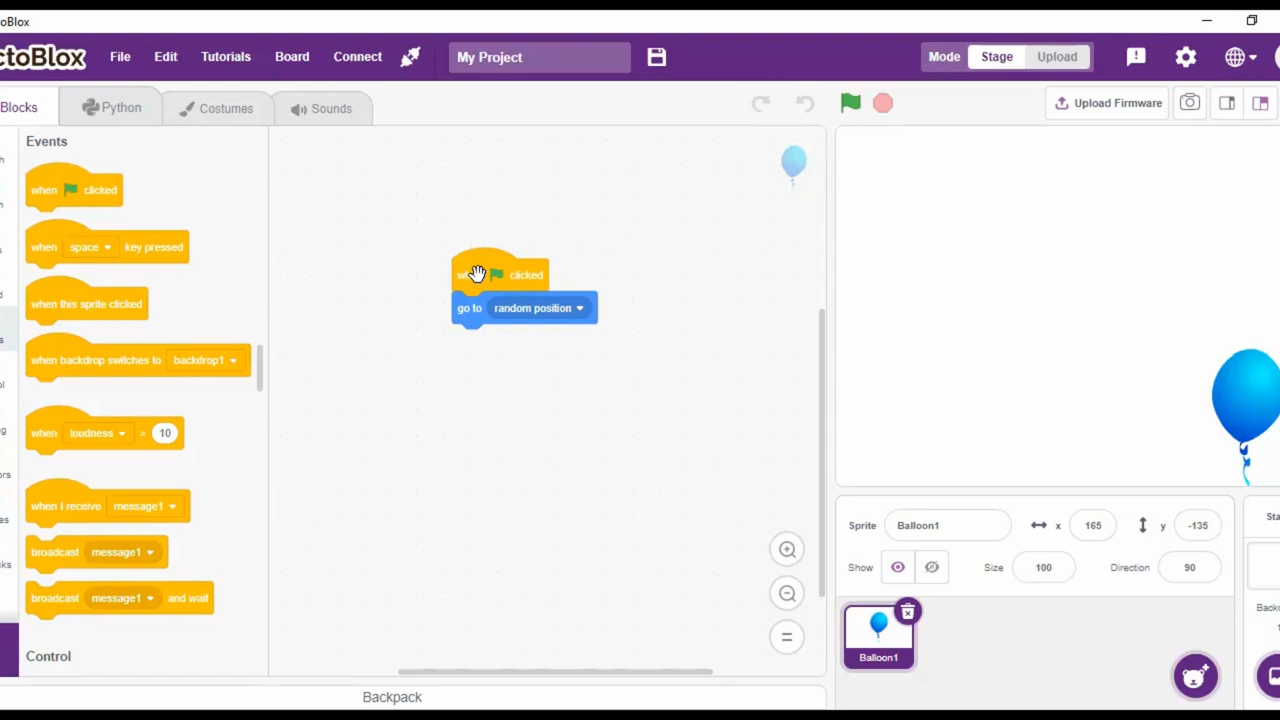 oBlox
ctoBlox File Edit Tutorials Board Connect My Project Mode Stage Upload
Blocks Python Costumes Sounds Upload Firmware
Events
when clicked
when space key pressed
when this sprite clicked
when backdrop switches to backdrop1
when loudness > 10
when I receive message1
broadcast message1
broadcast message1 and wait
Control
clicked
go to random position
Sprite Balloon1 x 165 y -135
Show Size 100 Direction 90
Balloon1
Sta
Backd
Backpack